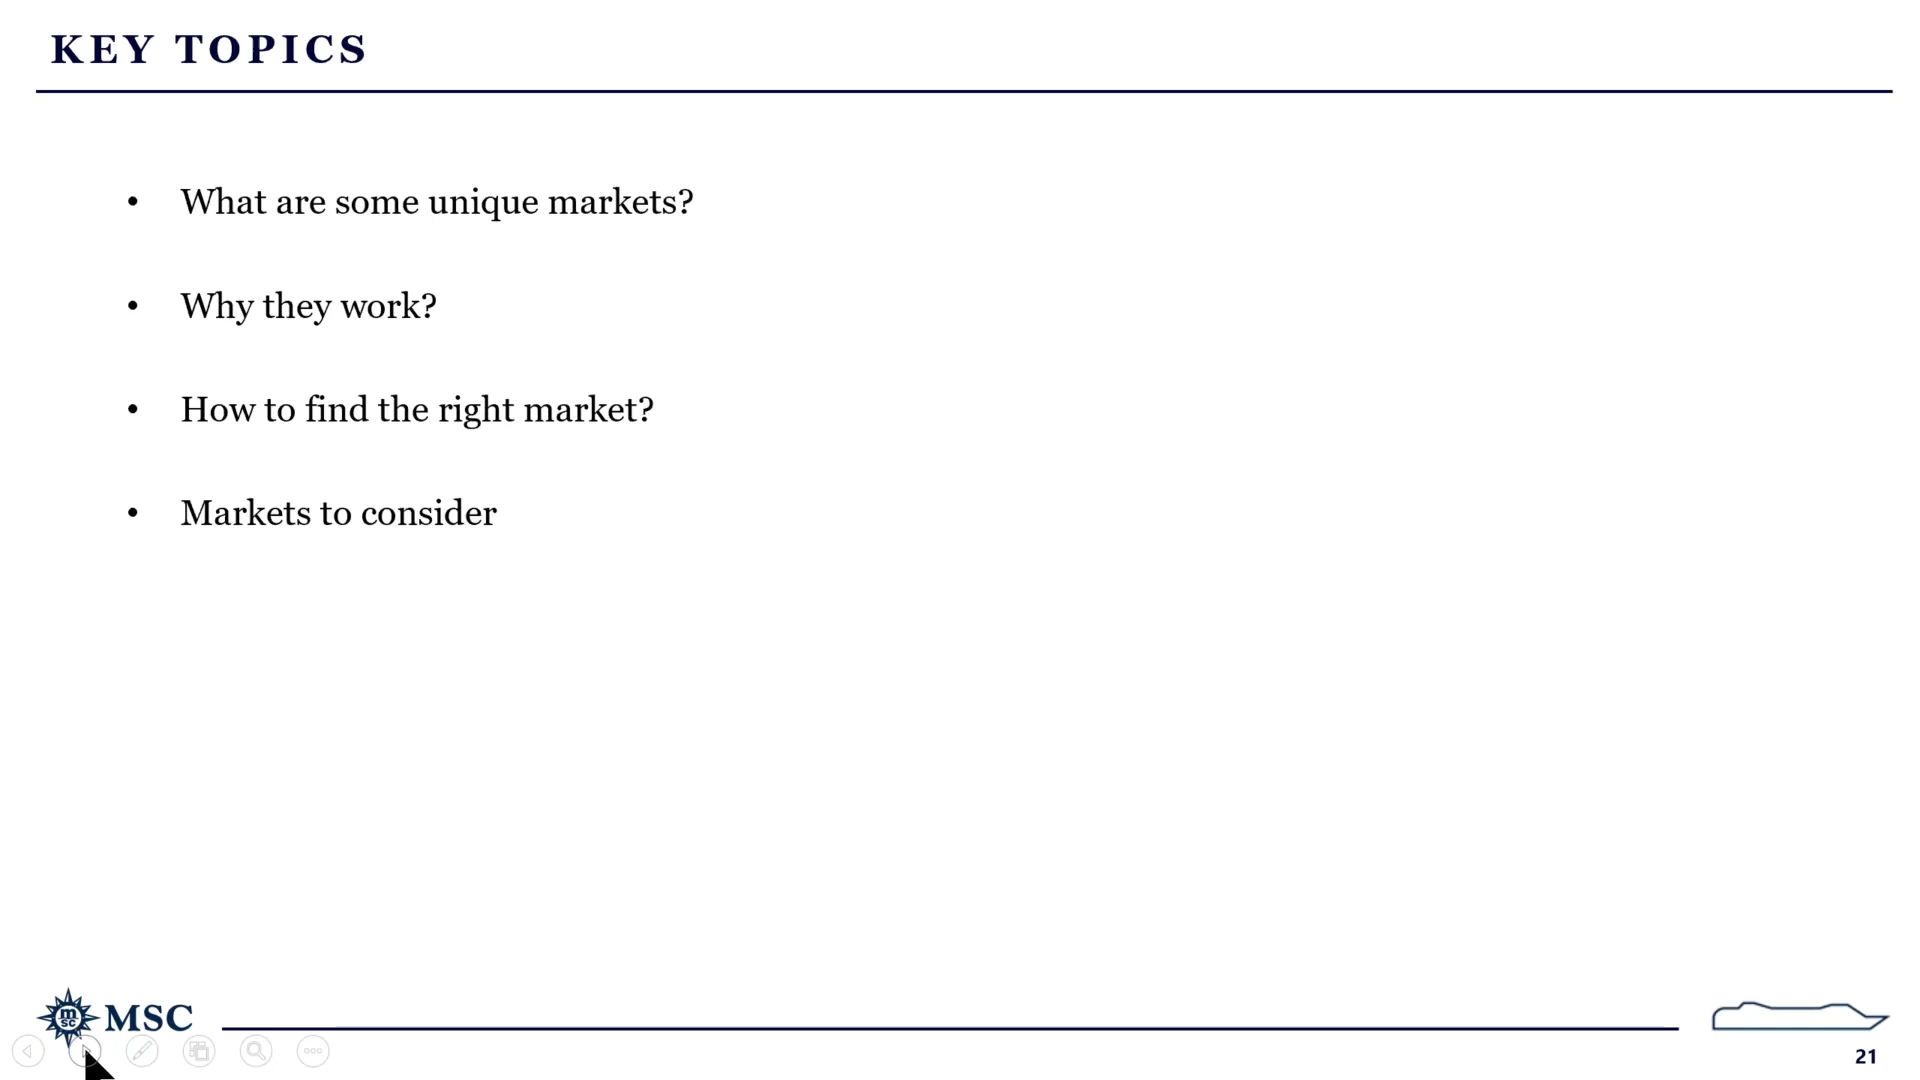 KEY TOPICS
• What are some unique markets?
• Why they work?
• How to find the right market?
• Markets to consider
m
SC
MSC
21